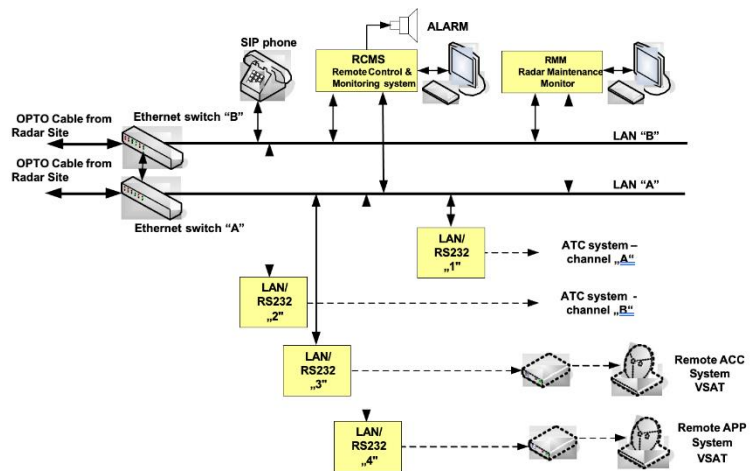 ALARM
SIP phone
RCMS
Remote Control &
Monitoring system
RMM
Radar Maintenance
Monitor
Ethernet switch “B”
OPTO Cable from
Radar Site
LAN “B”
OPTO Cable from
Radar Site
LAN “A”
Ethernet switch “A”
LAN/
RS232
„1"
ATC system –
channel „A“
LAN/
RS232
„2"
ATC system -
channel „B“
LAN/
RS232
„3"
Remote ACC
System
VSAT
LAN/
RS232
„4"
Remote APP
System
VSAT